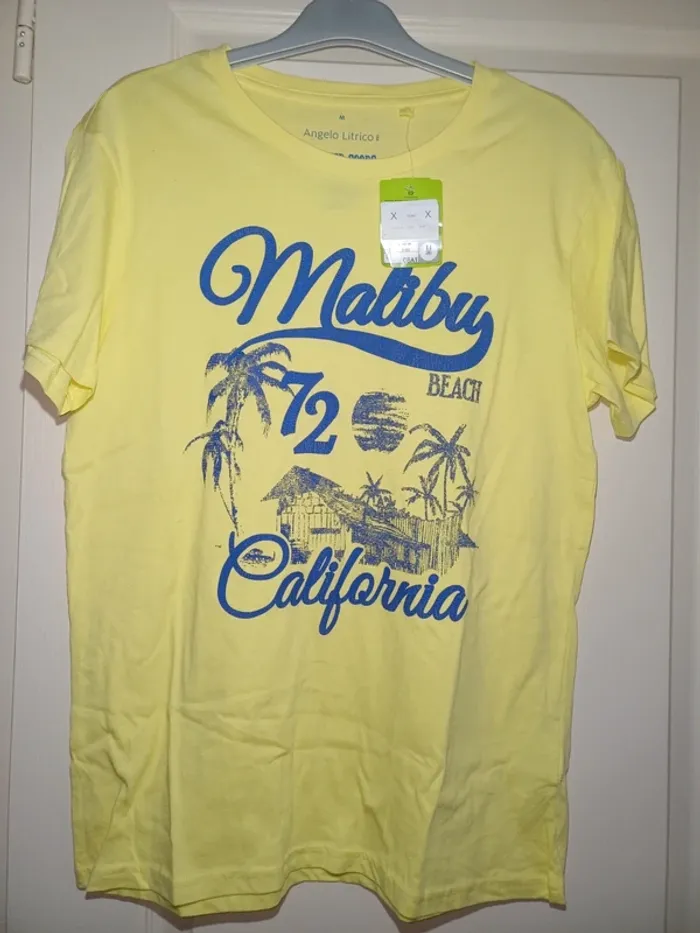 M
Angelo Litrico
X X
M
Malibu
BEACH
72
California